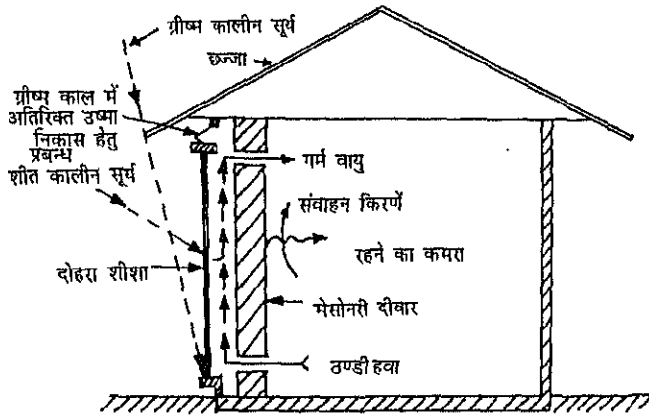 ग्रीष्म कालीन सूर्य
छज्जा
ग्रीष्म काल में
अतिरिक्त उष्मा
निकास हेतु
प्रबन्ध
शीत कालीन सूर्य
गर्म वायु
संवाहन किरणें
रहने का कमरा
दोहरा शीशा
मेसोनरी दीवार
ठण्डी हवा